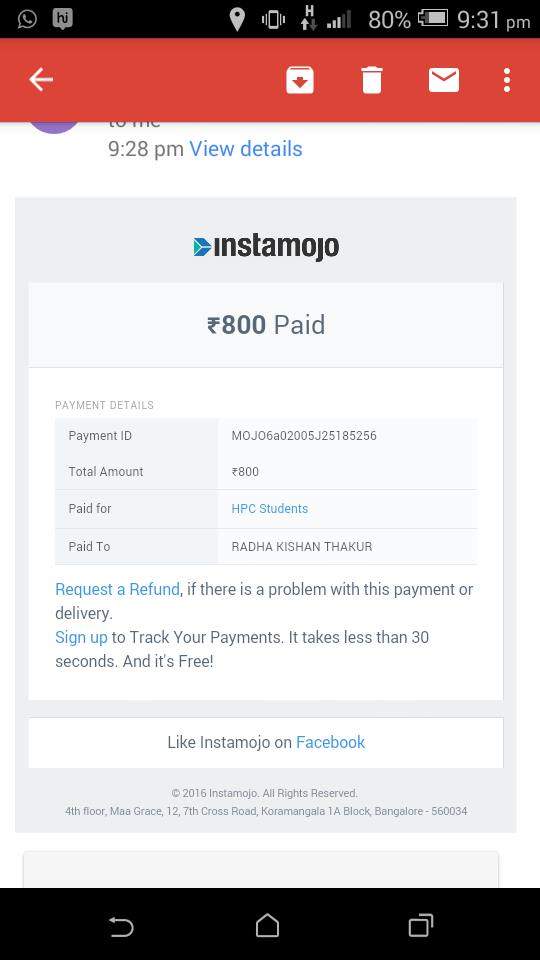 hj
H
80%
9:31 pm
to me
9:28 pm View details
instamojo
₹800 Paid
PAYMENT DETAILS
Payment ID MOJO6a02005J25185256
Total Amount ₹800
Paid for HPC Students
Paid To RADHA KISHAN THAKUR
Request a Refund, if there is a problem with this payment or
delivery.
Sign up to Track Your Payments. It takes less than 30
seconds. And it's Free!
Like Instamojo on Facebook
© 2016 Instamojo. All Rights Reserved.
4th floor, Maa Grace, 12, 7th Cross Road, Koramangala 1A Block, Bangalore - 560034